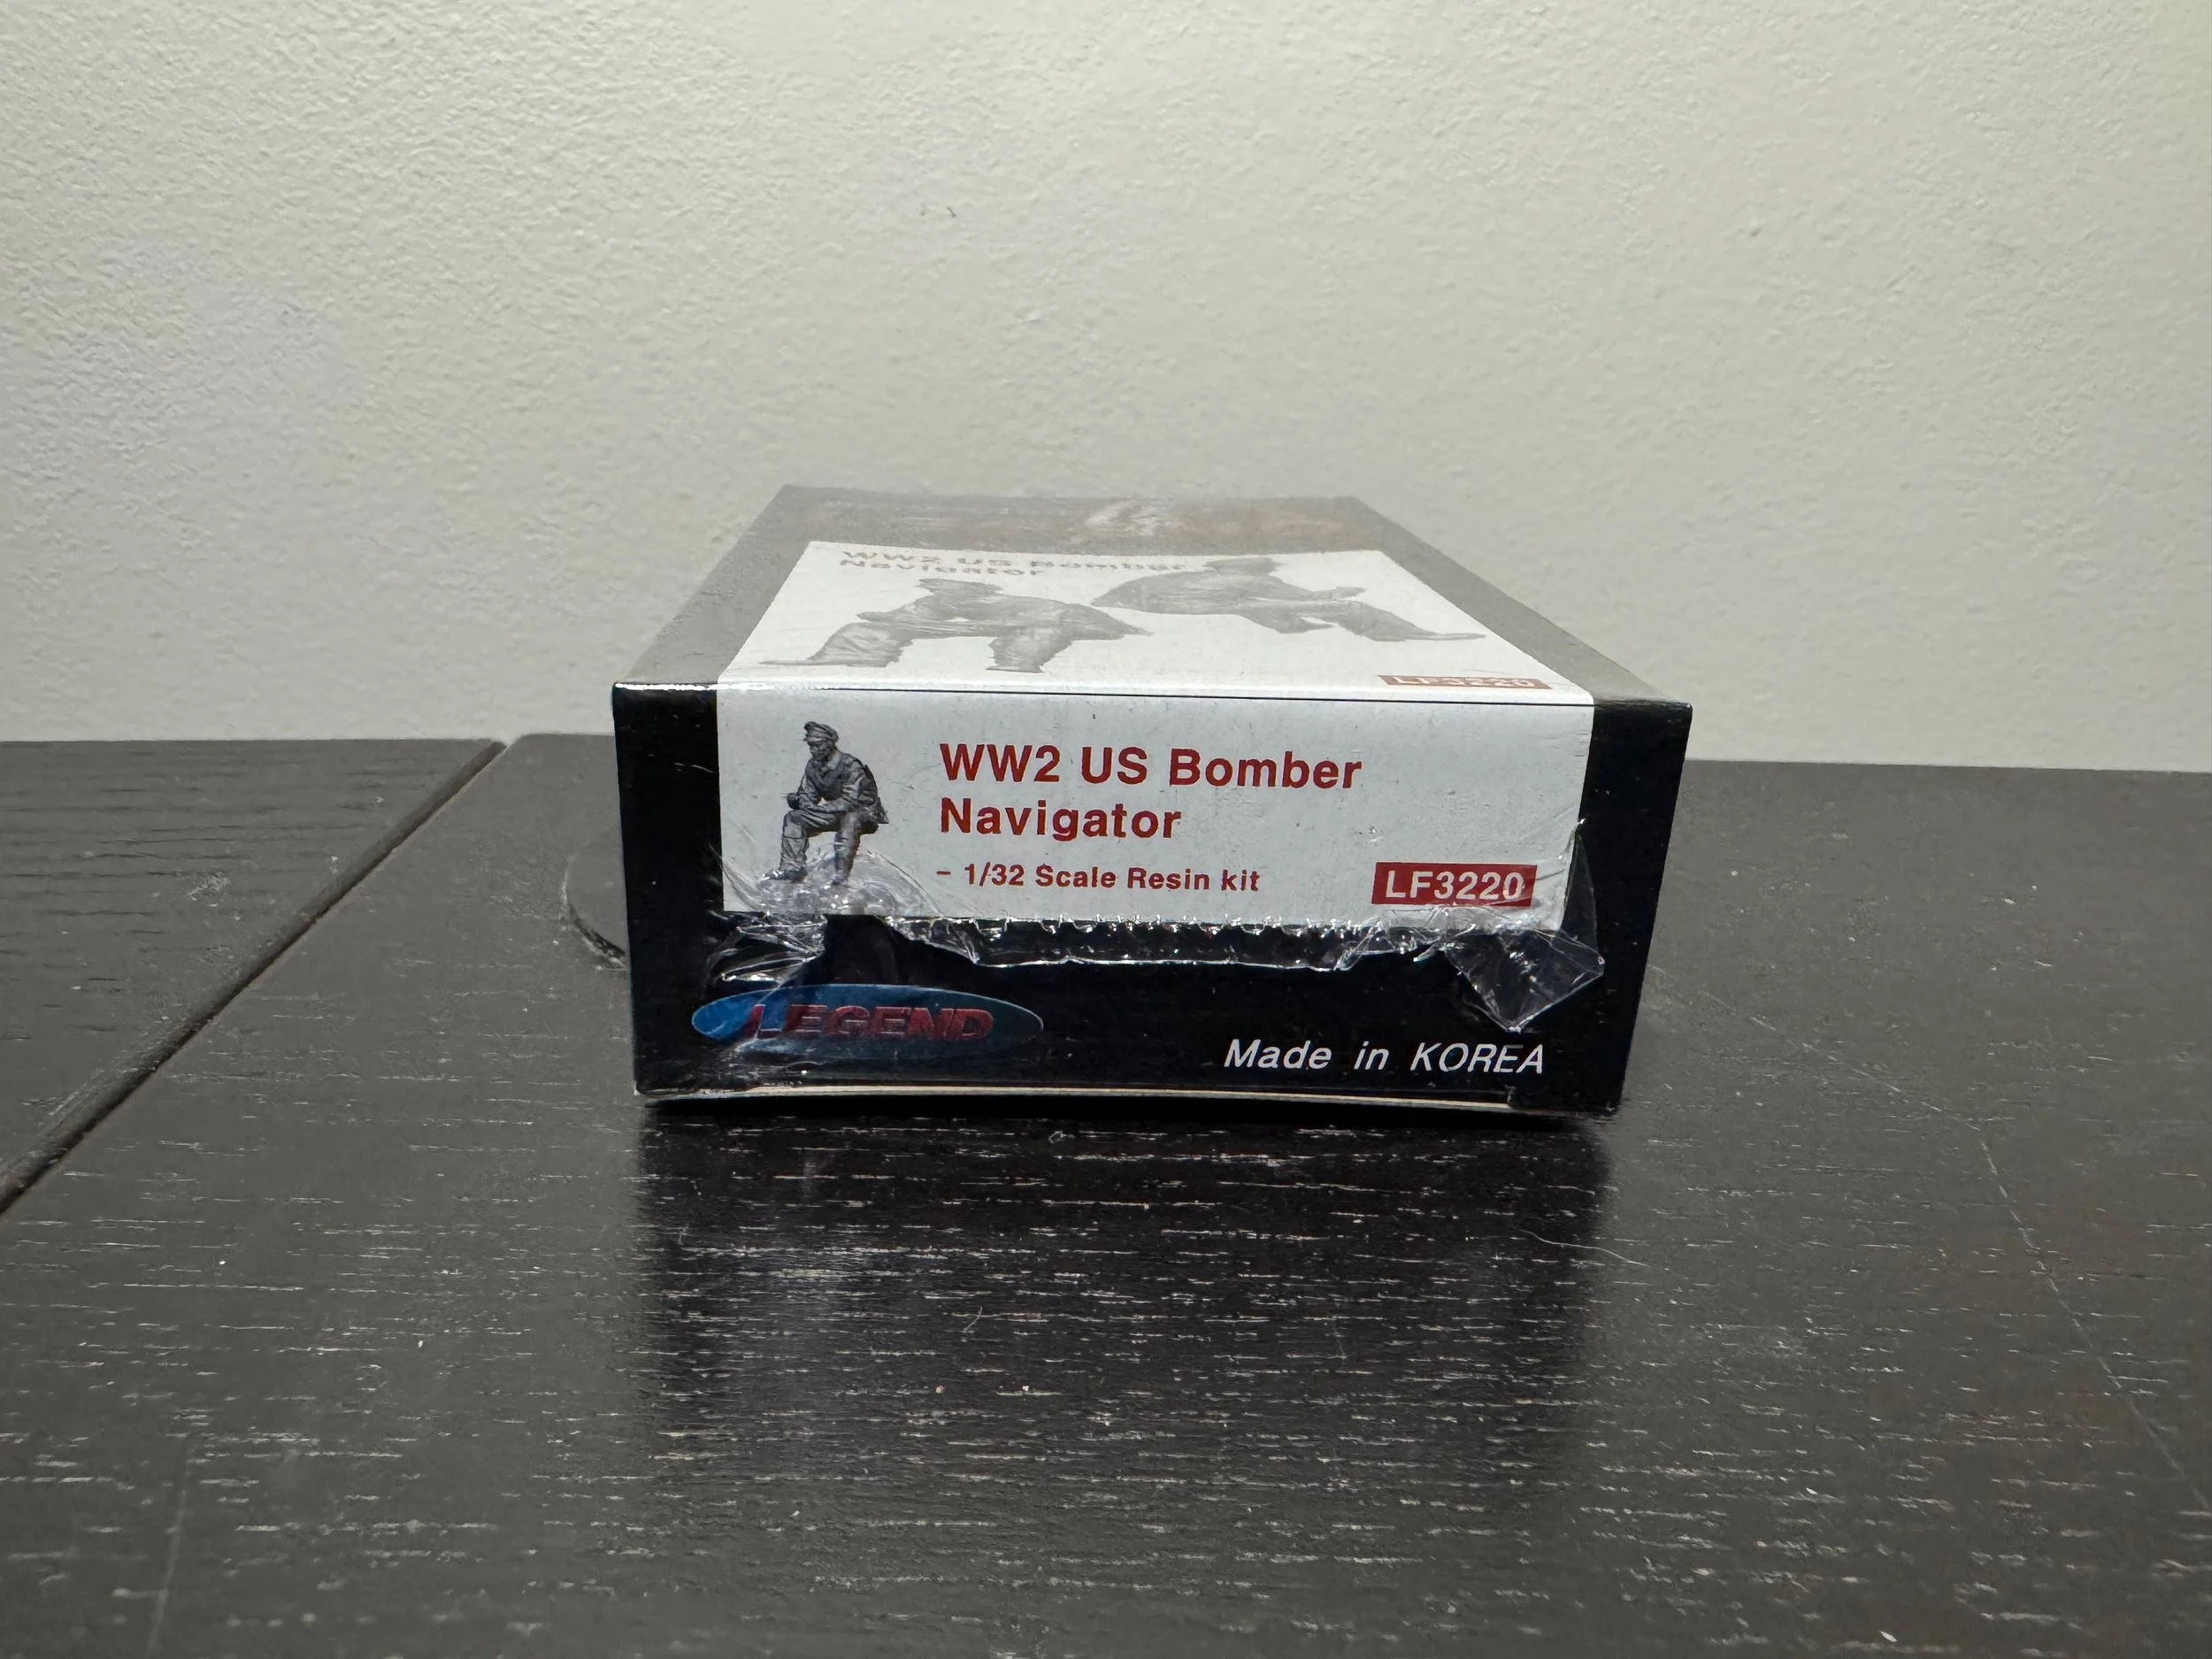 WW2 US Bomber
Navigator
LF3220
WW2 US Bomber
Navigator
- 1/32 Scale Resin kit
LF3220
LEGEND
Made in KOREA